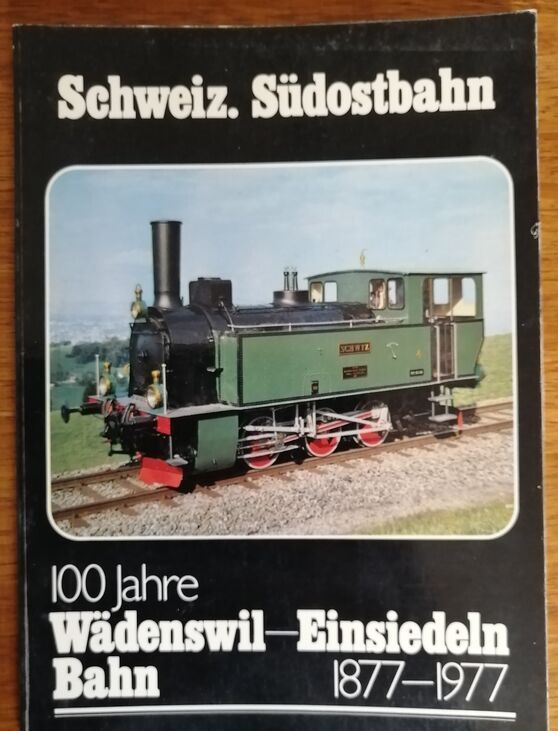 Schweiz. Südostbahn
SCHWYZ
100 Jahre
Wädenswil—Einsiedeln
Bahn 1877—1977